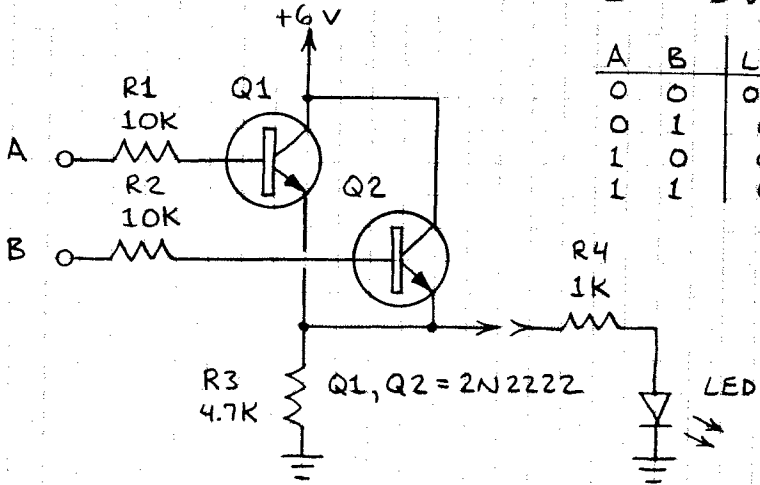 +6 V
A B L
0 0 0
0 1
1 0
1 1
R1
10K
Q1
A
R2
10K
Q2
B
R4
1K
R3
4.7K
Q1, Q2 = 2N2222
LED